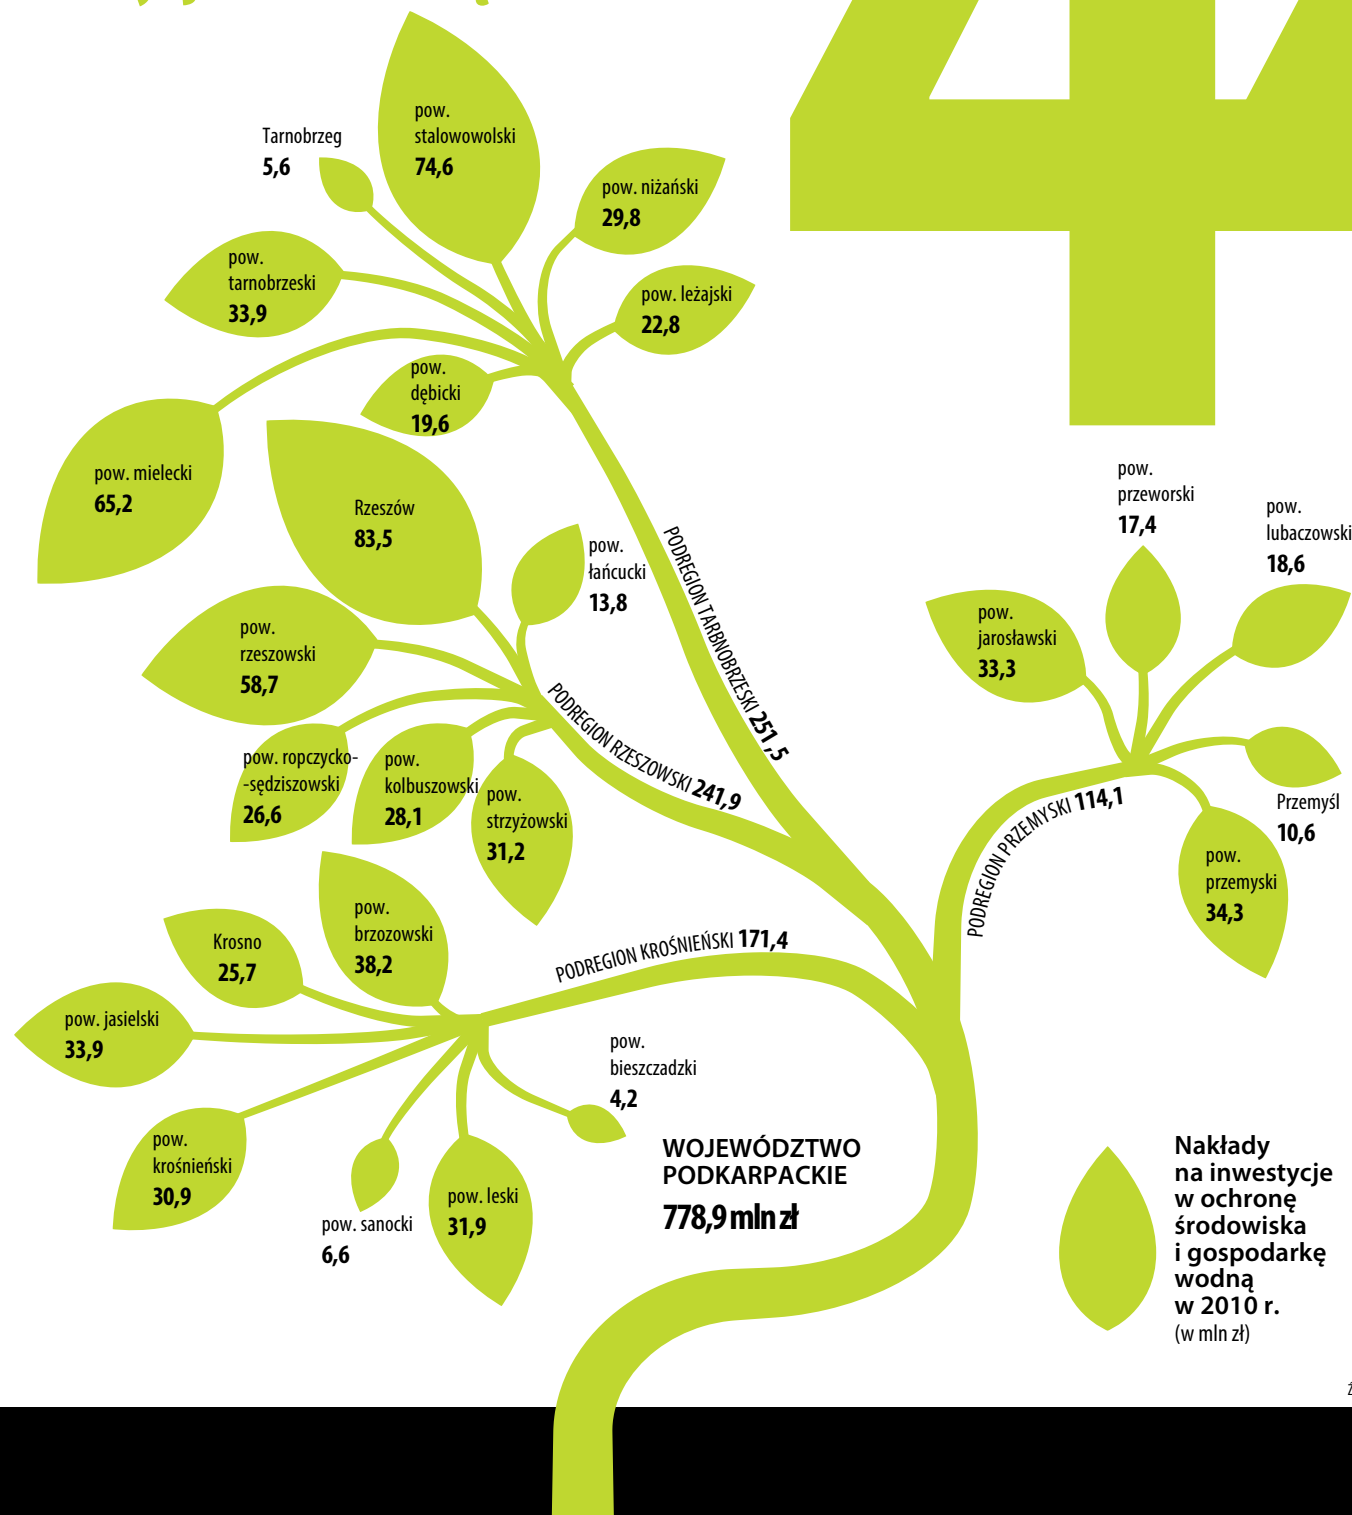 44
pow.
stalowowolski
74,6
Tarnobrzeg
5,6
pow. niżański
29,8
pow.
tarnobrzeski
33,9
pow. leżajski
22,8
pow.
dębicki
19,6
pow. mielecki
65,2
Rzeszów
83,5
pow.
łańcucki
13,8
PODREGION TARBNOBRZESKI 251,5
pow.
przeworski
17,4
pow.
lubaczowski
18,6
pow.
jarosławski
33,3
pow.
rzeszowski
58,7
PODREGION RZESZOWSKI 241,9
pow. ropczycko-
-sędziszowski
26,6
pow.
kolbuszowski
28,1
pow.
strzyżowski
31,2
PODREGION PRZEMYSKI 114,1
Przemyśl
10,6
pow.
przemyski
34,3
pow.
brzozowski
38,2
Krosno
25,7
PODREGION KROŚNIEŃSKI 171,4
pow. jasielski
33,9
pow.
bieszczadzki
4,2
pow.
krośnieński
30,9
pow. sanocki
6,6
pow. leski
31,9
WOJEWÓDZTWO
PODKARPACKIE
778,9 mln zł
Nakłady
na inwestycje
w ochronę
środowiska
i gospodarkę
wodną
w 2010 r.
(w mln zł)